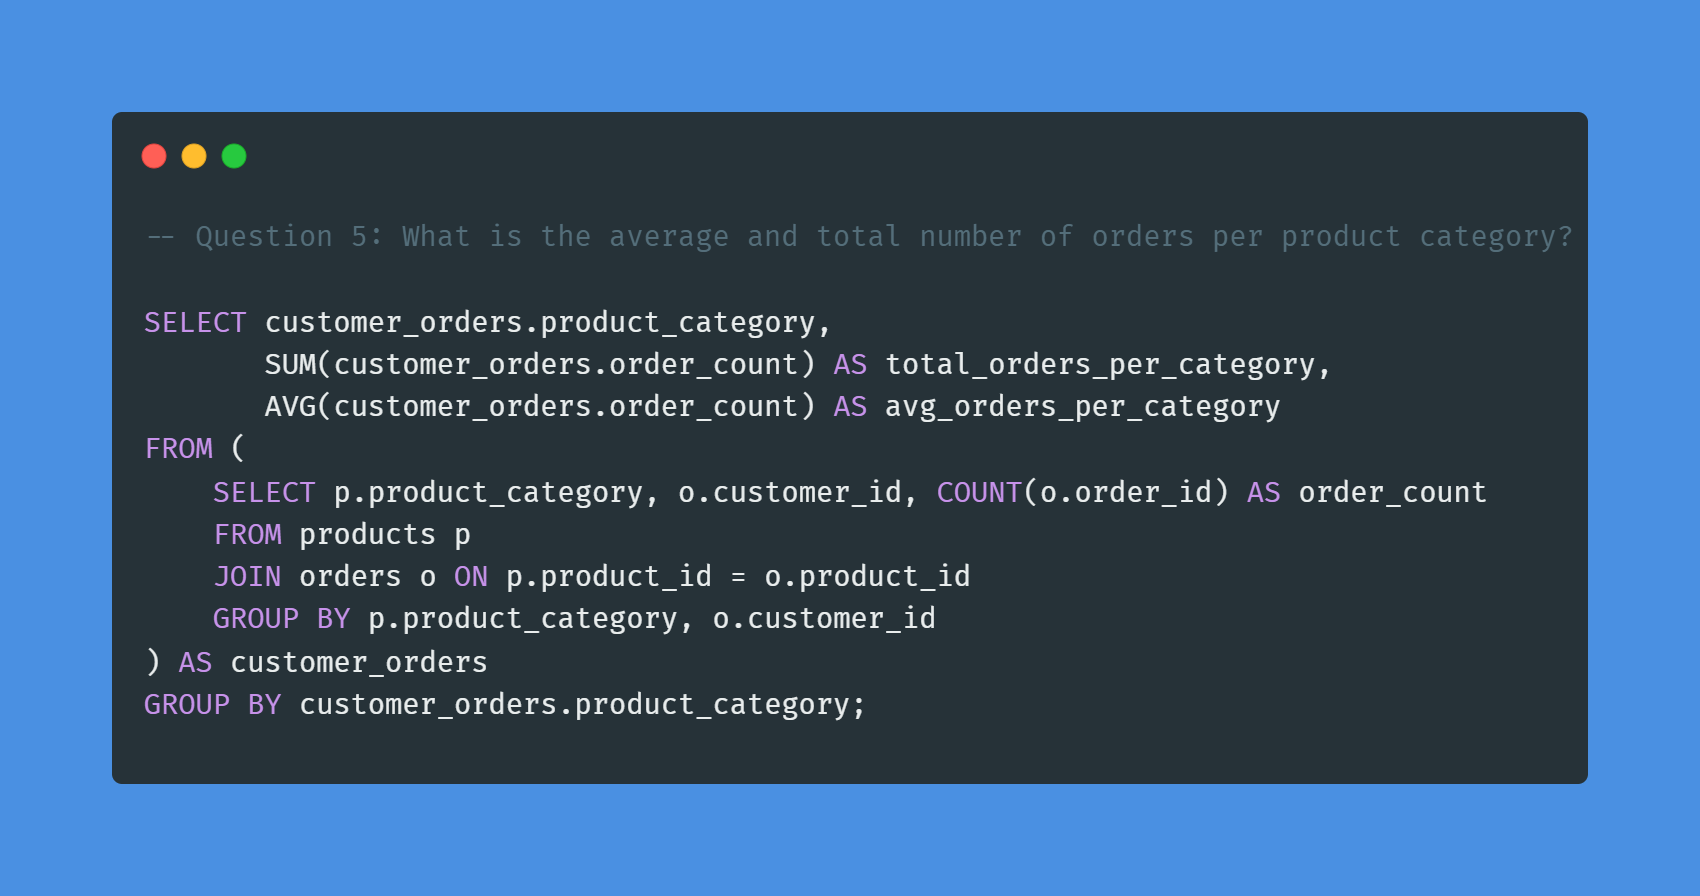 -- Question 5: What is the average and total number of orders per product category?
SELECT customer_orders.product_category,
       SUM(customer_orders.order_count) AS total_orders_per_category,
       AVG(customer_orders.order_count) AS avg_orders_per_category
FROM (
    SELECT p.product_category, o.customer_id, COUNT(o.order_id) AS order_count
    FROM products p
    JOIN orders o ON p.product_id = o.product_id
    GROUP BY p.product_category, o.customer_id
) AS customer_orders
GROUP BY customer_orders.product_category;